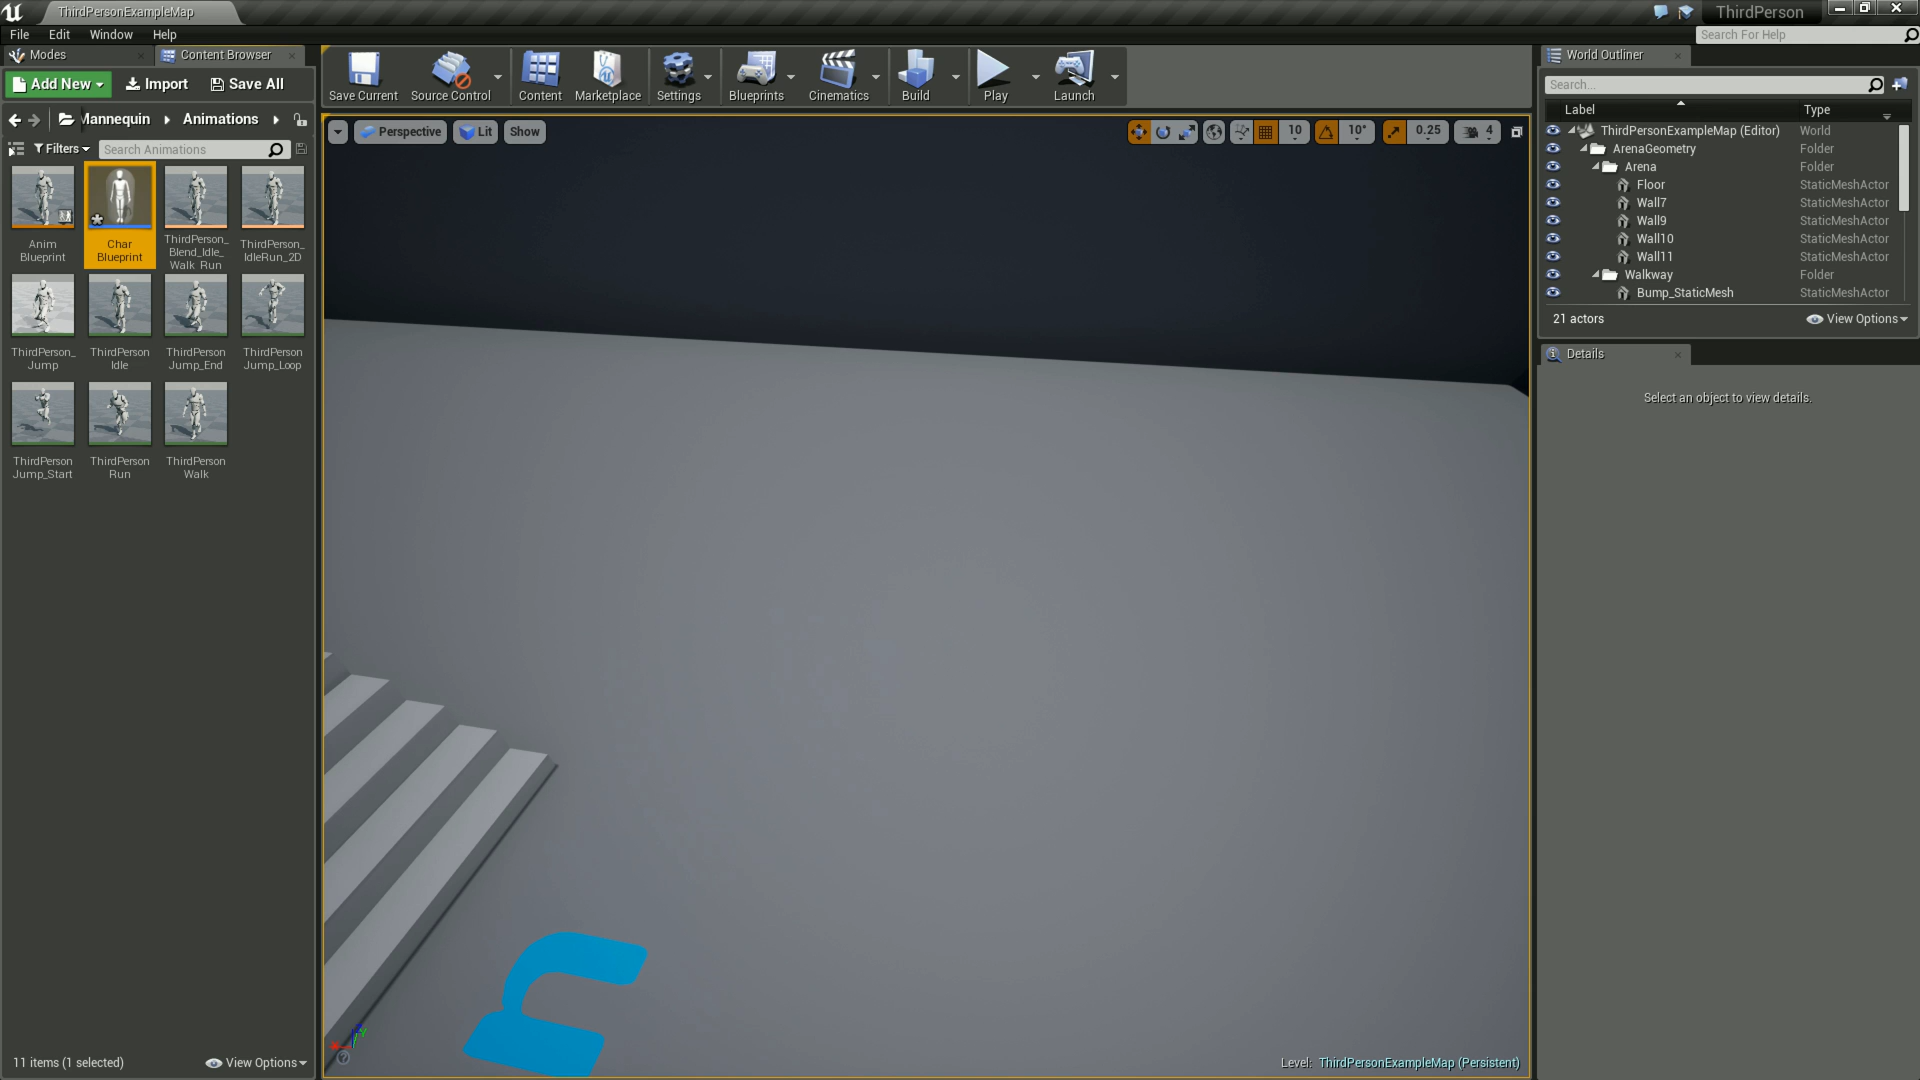 ThirdPersonExampleMap
ThirdPerson
File Edit Window Help
Search For Help
Modes
Content Browser
Add New
Import
Save All
Mannequin
Animations
Filters
Search Animations
Anim
Blueprint
Char
Blueprint
ThirdPerson_
Blend_Idle_
Walk_Run
ThirdPerson_
IdleRun_2D
ThirdPerson_
Jump
ThirdPerson
Idle
ThirdPerson
Jump_End
ThirdPerson
Jump_Loop
ThirdPerson
Jump_Start
ThirdPerson
Run
ThirdPerson
Walk
11 items (1 selected)
View Options
Save Current
Source Control
Content
Marketplace
Settings
Blueprints
Cinematics
Build
Play
Launch
Perspective
Lit
Show
10
10°
0.25
4
Level: ThirdPersonExampleMap (Persistent)
World Outliner
Search...
Label Type
ThirdPersonExampleMap (Editor) World
ArenaGeometry Folder
Arena Folder
Floor StaticMeshActor
Wall7 StaticMeshActor
Wall9 StaticMeshActor
Wall10 StaticMeshActor
Wall11 StaticMeshActor
Walkway Folder
Bump_StaticMesh StaticMeshActor
21 actors
View Options
Details
Select an object to view details.